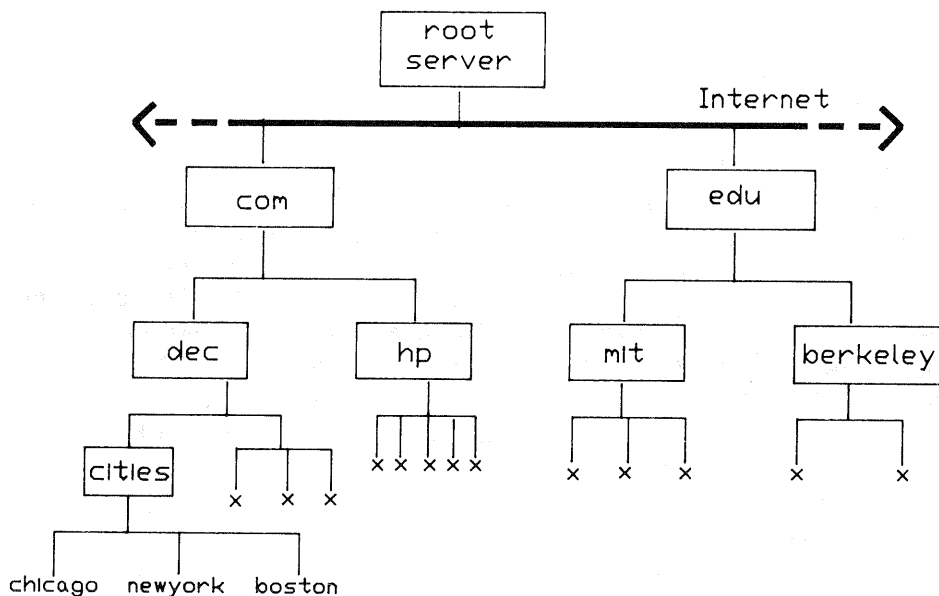 root
server
Internet
com
edu
dec
hp
mit
berkeley
cities
x x x x x
x x x
x x
x x x
chicago newyork boston